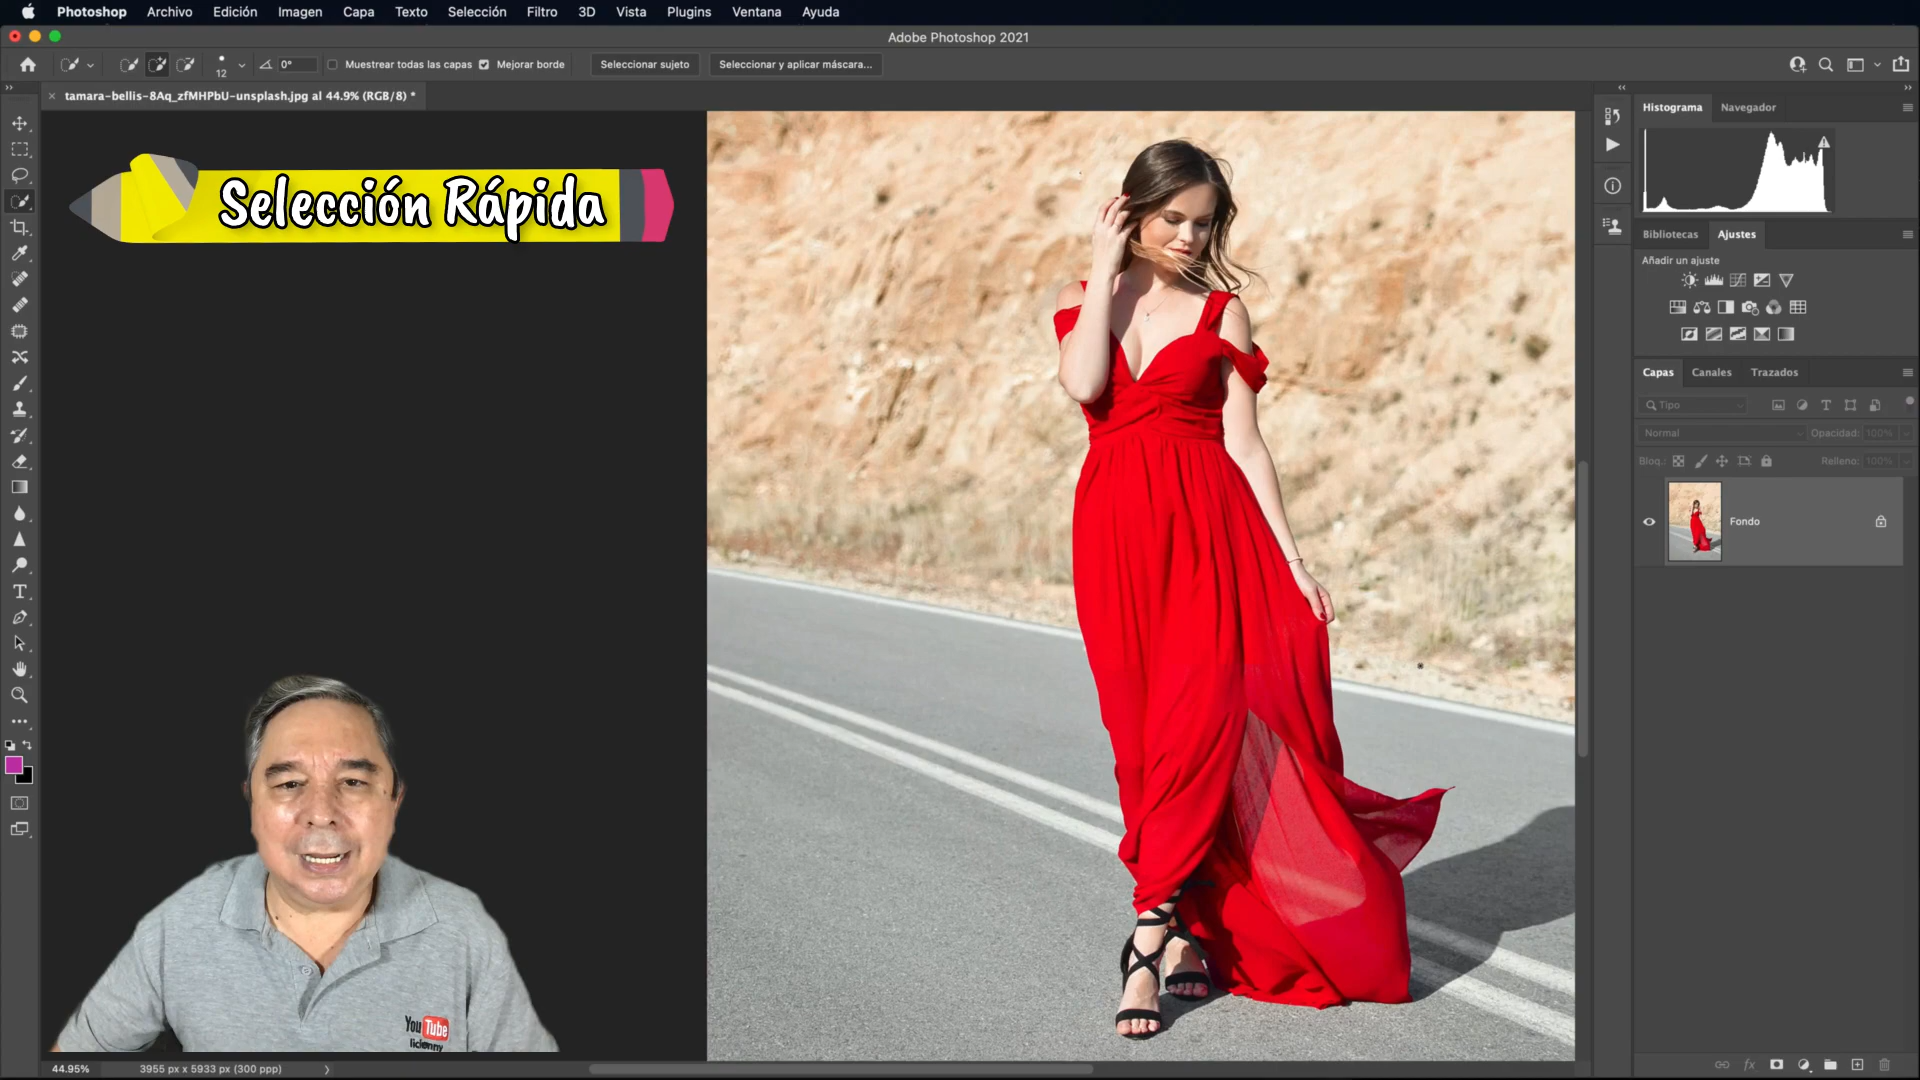 Photoshop Archivo Edición Imagen Capa Texto Selección Filtro 3D Vista Plugins Ventana Ayuda
Adobe Photoshop 2021
12
0°
Muestrear todas las capas
Mejorar borde
Seleccionar sujeto
Seleccionar y aplicar máscara...
tamara-bellis-8Aq_zfMHPbU-unsplash.jpg al 44.9% (RGB/8) *
Histograma Navegador
Selección Rápida
Bibliotecas Ajustes
Añadir un ajuste
Capas Canales Trazados
Tipo
Normal Opacidad: 100%
Bloq.: Relleno: 100%
Fondo
YouTube
licienny
44.95% 3955 px x 5933 px (300 ppp)
fx